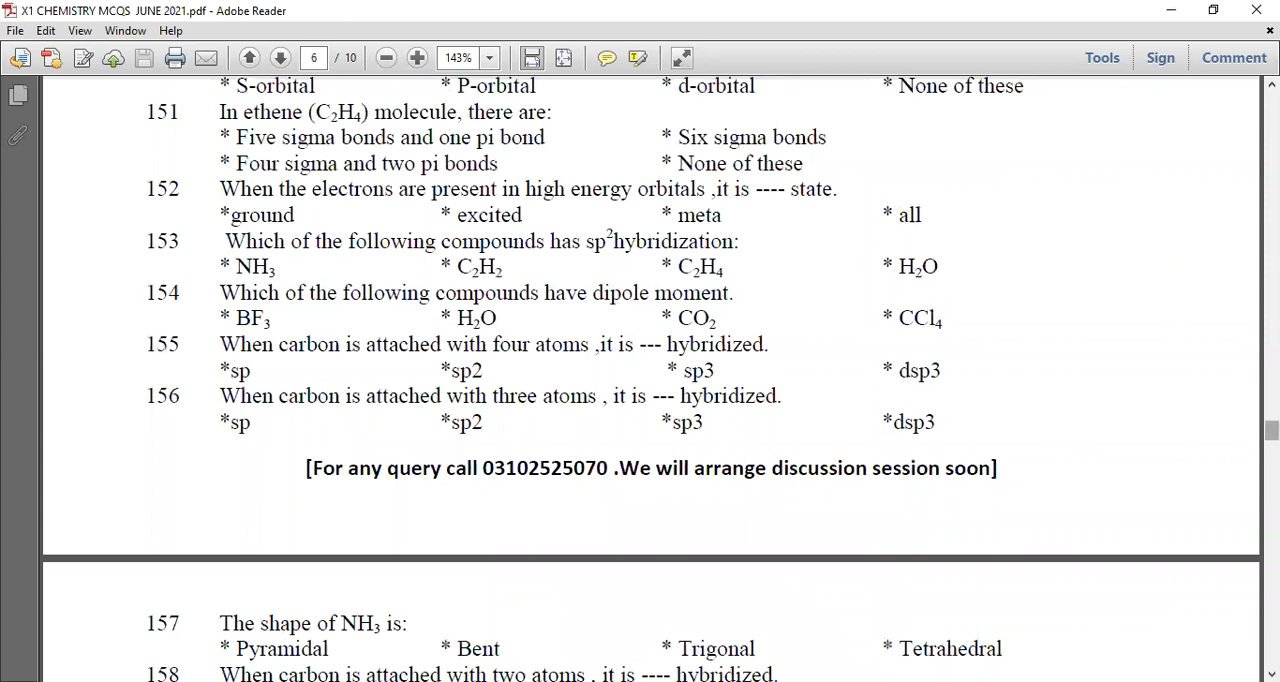 X1 CHEMISTRY MCQS JUNE 2021.pdf - Adobe Reader
File Edit View Window Help
6 / 10 143% Tools Sign Comment
* S-orbital * P-orbital * d-orbital * None of these
151 In ethene (C₂H₄) molecule, there are:
* Five sigma bonds and one pi bond * Six sigma bonds
* Four sigma and two pi bonds * None of these
152 When the electrons are present in high energy orbitals ,it is ---- state.
*ground * excited * meta * all
153 Which of the following compounds has sp²hybridization:
* NH₃ * C₂H₂ * C₂H₄ * H₂O
154 Which of the following compounds have dipole moment.
* BF₃ * H₂O * CO₂ * CCl₄
155 When carbon is attached with four atoms ,it is --- hybridized.
*sp *sp2 * sp3 * dsp3
156 When carbon is attached with three atoms , it is --- hybridized.
*sp *sp2 *sp3 *dsp3
[For any query call 03102525070 .We will arrange discussion session soon]
157 The shape of NH₃ is:
* Pyramidal * Bent * Trigonal * Tetrahedral
158 When carbon is attached with two atoms , it is ---- hybridized.